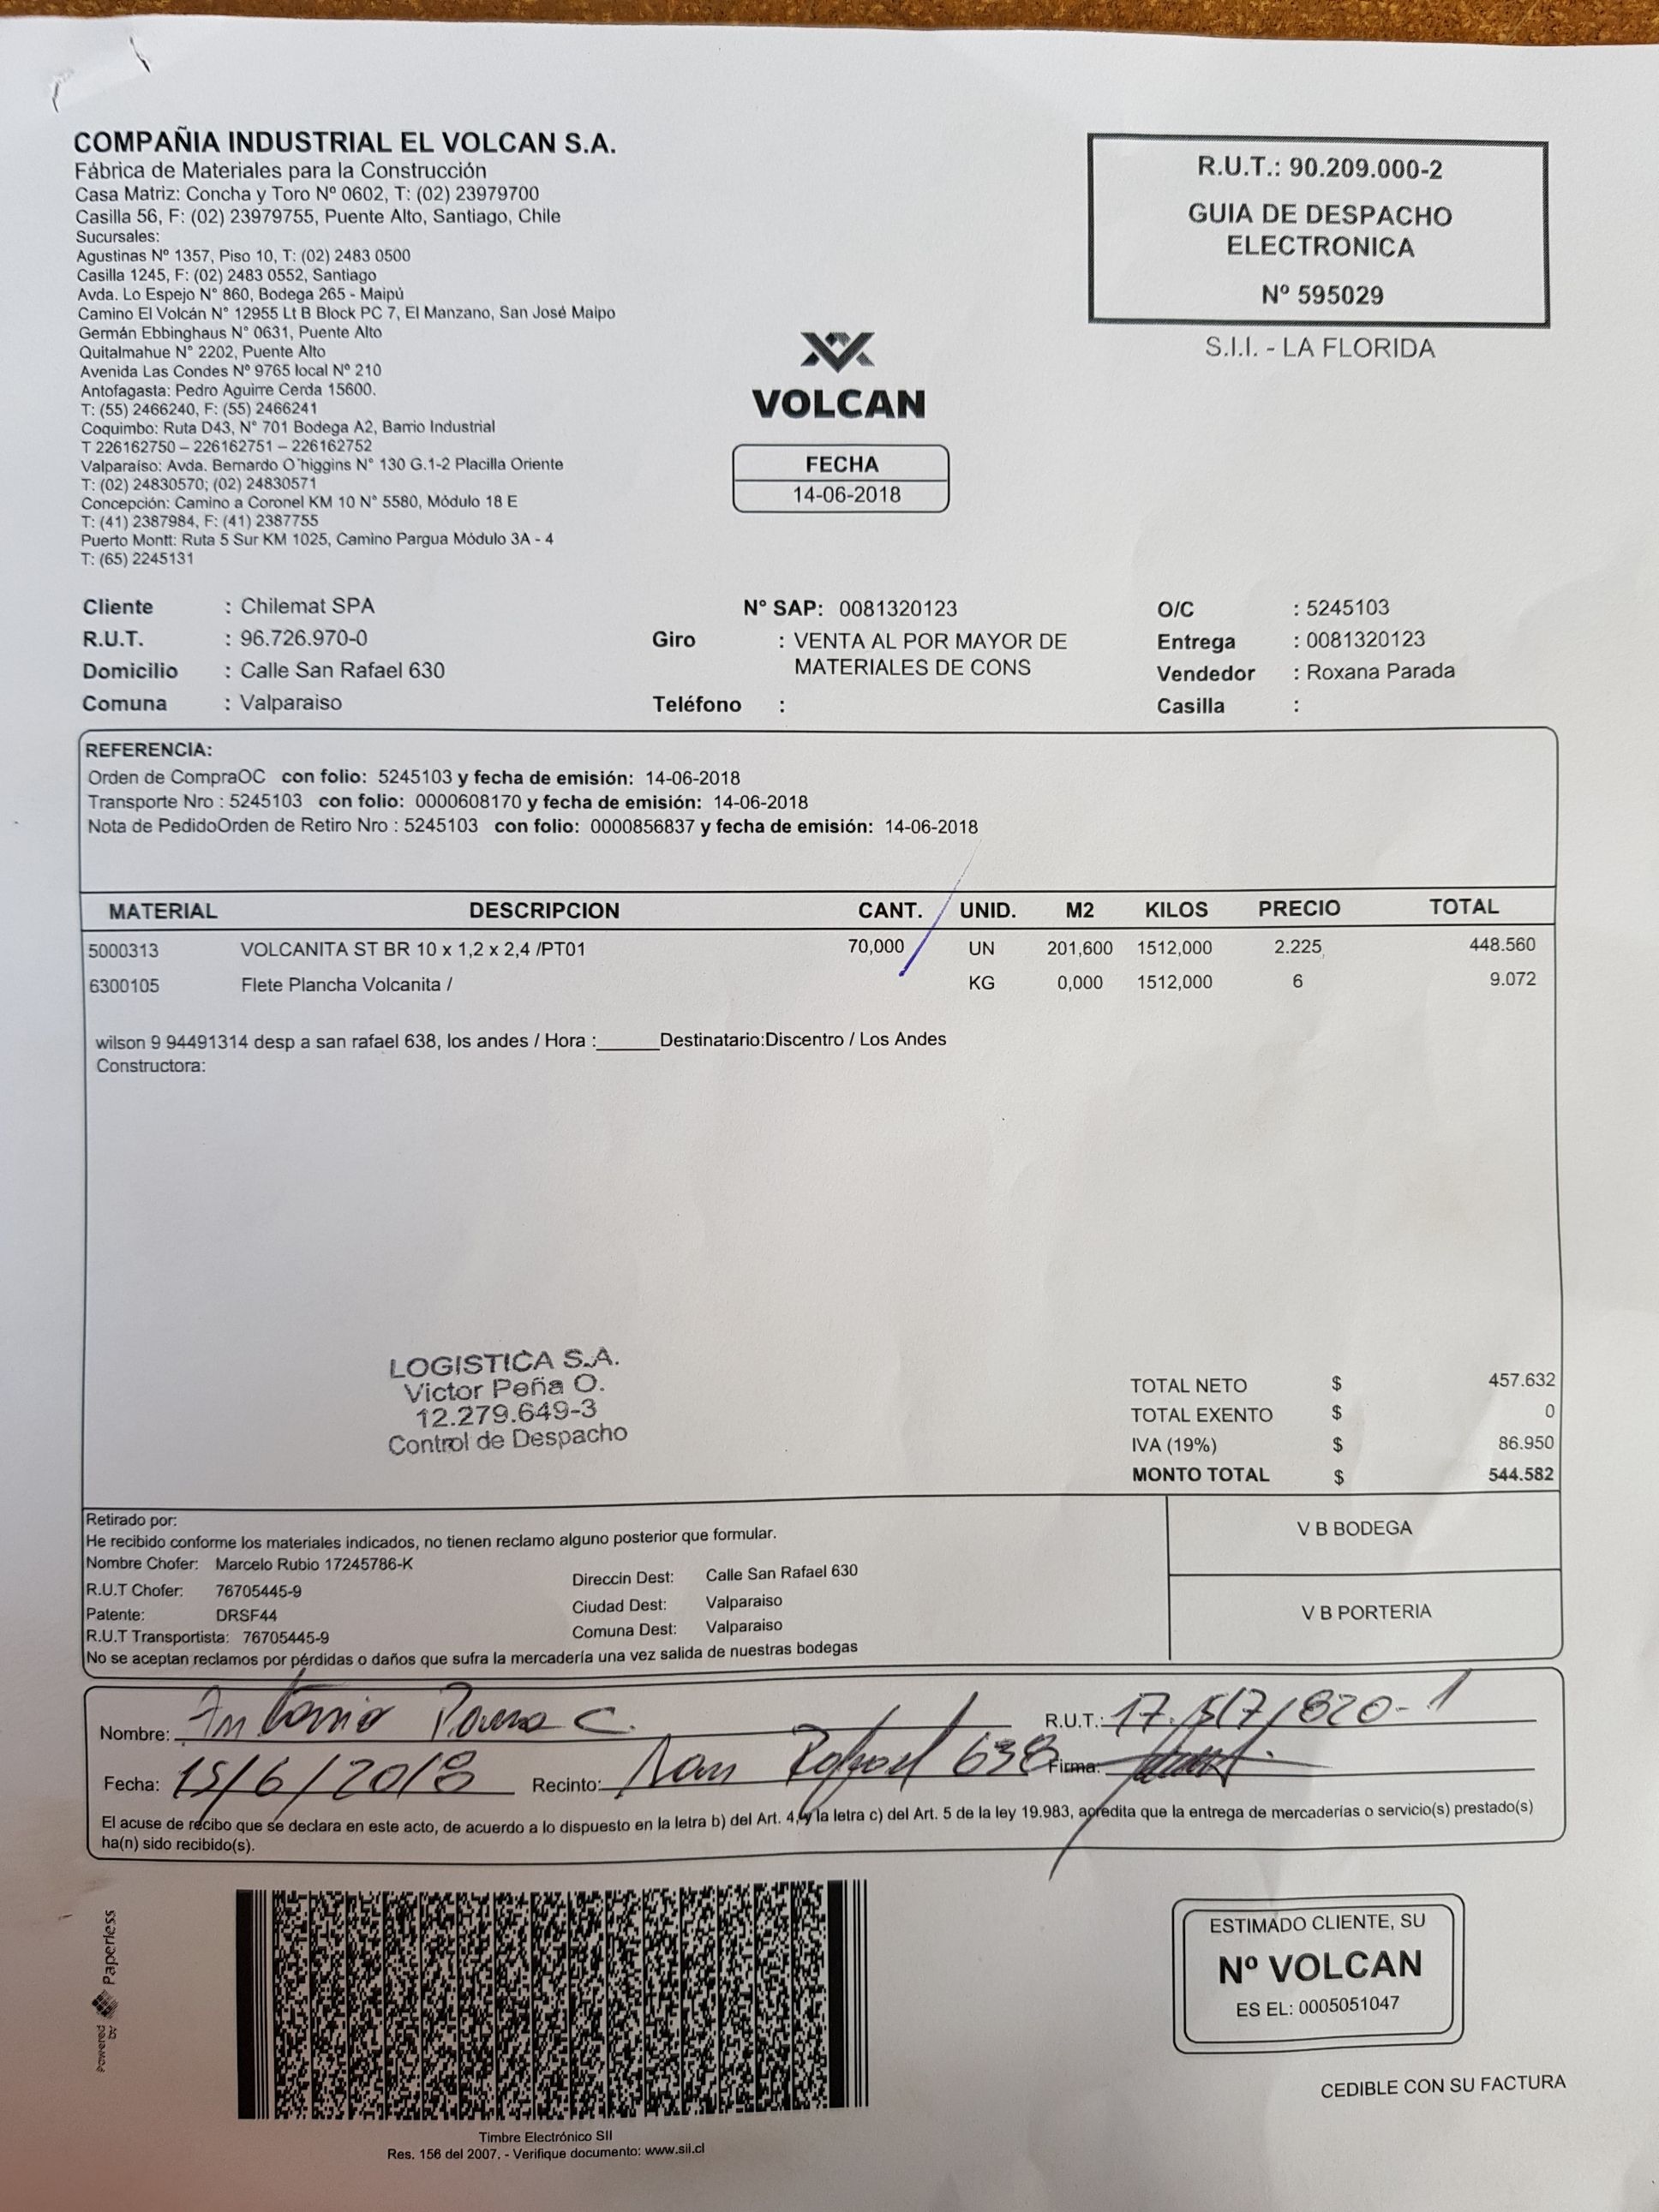 COMPAÑIA INDUSTRIAL EL VOLCAN S.A.
Fábrica de Materiales para la Construcción
Casa Matriz: Concha y Toro Nº 0602, T: (02) 23979700
Casilla 56, F: (02) 23979755, Puente Alto, Santiago, Chile
Sucursales:
Agustinas Nº 1357, Piso 10, T: (02) 2483 0500
Casilla 1245, F: (02) 2483 0552, Santiago
Avda. Lo Espejo N° 860, Bodega 265 - Maipú
Camino El Volcán N° 12955 Lt B Block PC 7, El Manzano, San José Maipo
Germán Ebbinghaus N° 0631, Puente Alto
Quitalmahue N° 2202, Puente Alto
Avenida Las Condes Nº 9765 local Nº 210
Antofagasta: Pedro Aguirre Cerda 15600.
T: (55) 2466240, F: (55) 2466241
Coquimbo: Ruta D43, N° 701 Bodega A2, Barrio Industrial
T 226162750 – 226162751 – 226162752
Valparaíso: Avda. Bernardo O´higgins N° 130 G.1-2 Placilla Oriente
T: (02) 24830570; (02) 24830571
Concepción: Camino a Coronel KM 10 N° 5580, Módulo 18 E
T: (41) 2387984, F: (41) 2387755
Puerto Montt: Ruta 5 Sur KM 1025, Camino Pargua Módulo 3A - 4
T: (65) 2245131
VOLCAN
FECHA
14-06-2018
R.U.T.: 90.209.000-2
GUIA DE DESPACHO
ELECTRONICA
Nº 595029
S.I.I. - LA FLORIDA
Cliente : Chilemat SPA N° SAP: 0081320123 O/C : 5245103
R.U.T. : 96.726.970-0 Giro : VENTA AL POR MAYOR DE Entrega : 0081320123
MATERIALES DE CONS
Domicilio : Calle San Rafael 630 Vendedor : Roxana Parada
Comuna : Valparaiso Teléfono : Casilla :
REFERENCIA:
Orden de CompraOC con folio: 5245103 y fecha de emisión: 14-06-2018
Transporte Nro : 5245103 con folio: 0000608170 y fecha de emisión: 14-06-2018
Nota de PedidoOrden de Retiro Nro : 5245103 con folio: 0000856837 y fecha de emisión: 14-06-2018
MATERIAL DESCRIPCION CANT. UNID. M2 KILOS PRECIO TOTAL
5000313 VOLCANITA ST BR 10 x 1,2 x 2,4 /PT01 70,000 UN 201,600 1512,000 2.225 448.560
6300105 Flete Plancha Volcanita / KG 0,000 1512,000 6 9.072
wilson 9 94491314 desp a san rafael 638, los andes / Hora :______Destinatario:Discentro / Los Andes
Constructora:
LOGISTICA S.A.
Victor Peña O.
12.279.649-3
Control de Despacho
TOTAL NETO $ 457.632
TOTAL EXENTO $ 0
IVA (19%) $ 86.950
MONTO TOTAL $ 544.582
Retirado por:
He recibido conforme los materiales indicados, no tienen reclamo alguno posterior que formular.
Nombre Chofer: Marcelo Rubio 17245786-K
R.U.T Chofer: 76705445-9
Patente: DRSF44
R.U.T Transportista: 76705445-9
Direccin Dest: Calle San Rafael 630
Ciudad Dest: Valparaiso
Comuna Dest: Valparaiso
No se aceptan reclamos por pérdidas o daños que sufra la mercadería una vez salida de nuestras bodegas
V B BODEGA
V B PORTERIA
Nombre: Antonio C. R.U.T.: 17.517/820-1
Fecha: 15/6/2018 Recinto: San Rafael 638 Firma:
El acuse de recibo que se declara en este acto, de acuerdo a lo dispuesto en la letra b) del Art. 4, y la letra c) del Art. 5 de la ley 19.983, acredita que la entrega de mercaderías o servicio(s) prestado(s)
ha(n) sido recibido(s).
Powered by Paperless
Timbre Electrónico SII
Res. 156 del 2007. - Verifique documento: www.sii.cl
ESTIMADO CLIENTE, SU
Nº VOLCAN
ES EL: 0005051047
CEDIBLE CON SU FACTURA